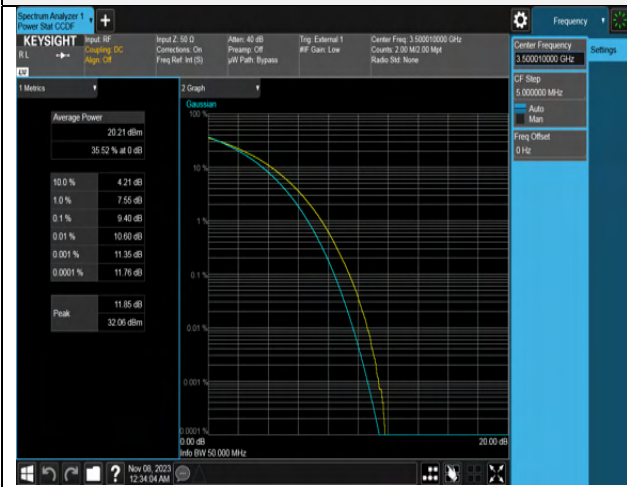 Spectrum Analyzer 1
Power Stat CCDF
Frequency
KEYSIGHT
Input: RF
Coupling: DC
Align: Off
Input Z: 50 Ω
Corrections: On
Freq Ref: Int (S)
Atten: 40 dB
Preamp: Off
µW Path: Bypass
Trig: External 1
#IF Gain: Low
Center Freq: 3.500010000 GHz
Counts: 2.00 M/2.00 Mpt
Radio Std: None
R L
Center Frequency
3.500010000 GHz
Settings
CF Step
5.000000 MHz
Auto
Man
Freq Offset
0 Hz
1 Metrics
Average Power
20.21 dBm
35.52 % at 0 dB
10.0 % 4.21 dB
1.0 % 7.55 dB
0.1 % 9.40 dB
0.01 % 10.60 dB
0.001 % 11.35 dB
0.0001 % 11.76 dB
Peak 11.85 dB
32.06 dBm
2 Graph
Gaussian
100 %
10 %
1 %
0.1 %
0.01 %
0.001 %
0.0001 %
0.00 dB
20.00 dB
Info BW 50.000 MHz
Nov 08, 2023
12:34:04 AM